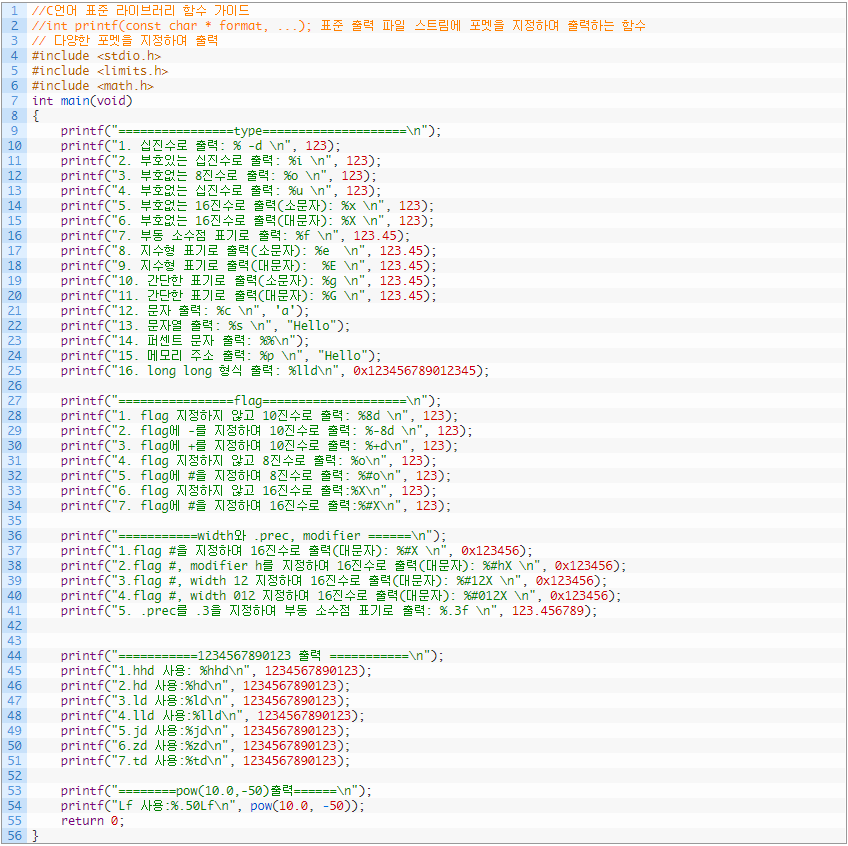 1 //C언어 표준 라이브러리 함수 가이드
2 //int printf(const char * format, ...); 표준 출력 파일 스트림에 포멧을 지정하여 출력하는 함수
3 // 다양한 포멧을 지정하여 출력
4 #include <stdio.h>
5 #include <limits.h>
6 #include <math.h>
7 int main(void)
8 {
9     printf("================type====================\n");
10     printf("1. 십진수로 출력: % -d \n", 123);
11     printf("2. 부호있는 십진수로 출력: %i \n", 123);
12     printf("3. 부호없는 8진수로 출력: %o \n", 123);
13     printf("4. 부호없는 십진수로 출력: %u \n", 123);
14     printf("5. 부호없는 16진수로 출력(소문자): %x \n", 123);
15     printf("6. 부호없는 16진수로 출력(대문자): %X \n", 123);
16     printf("7. 부동 소수점 표기로 출력: %f \n", 123.45);
17     printf("8. 지수형 표기로 출력(소문자): %e  \n", 123.45);
18     printf("9. 지수형 표기로 출력(대문자):  %E \n", 123.45);
19     printf("10. 간단한 표기로 출력(소문자): %g \n", 123.45);
20     printf("11. 간단한 표기로 출력(대문자): %G \n", 123.45);
21     printf("12. 문자 출력: %c \n", 'a');
22     printf("13. 문자열 출력: %s \n", "Hello");
23     printf("14. 퍼센트 문자 출력: %%\n");
24     printf("15. 메모리 주소 출력: %p \n", "Hello");
25     printf("16. long long 형식 출력: %lld\n", 0x123456789012345);
26
27     printf("================flag====================\n");
28     printf("1. flag 지정하지 않고 10진수로 출력: %8d \n", 123);
29     printf("2. flag에 -를 지정하여 10진수로 출력: %-8d \n", 123);
30     printf("3. flag에 +를 지정하여 10진수로 출력: %+d\n", 123);
31     printf("4. flag 지정하지 않고 8진수로 출력: %o\n", 123);
32     printf("5. flag에 #을 지정하여 8진수로 출력: %#o\n", 123);
33     printf("6. flag 지정하지 않고 16진수로 출력:%X\n", 123);
34     printf("7. flag에 #을 지정하여 16진수로 출력:%#X\n", 123);
35
36     printf("===========width와 .prec, modifier ======\n");
37     printf("1.flag #을 지정하여 16진수로 출력(대문자): %#X \n", 0x123456);
38     printf("2.flag #, modifier h를 지정하여 16진수로 출력(대문자): %#hX \n", 0x123456);
39     printf("3.flag #, width 12 지정하여 16진수로 출력(대문자): %#12X \n", 0x123456);
40     printf("4.flag #, width 012 지정하여 16진수로 출력(대문자): %#012X \n", 0x123456);
41     printf("5. .prec를 .3을 지정하여 부동 소수점 표기로 출력: %.3f \n", 123.456789);
42
43
44     printf("===========1234567890123 출력 ===========\n");
45     printf("1.hhd 사용: %hhd\n", 1234567890123);
46     printf("2.hd 사용:%hd\n", 1234567890123);
47     printf("3.ld 사용:%ld\n", 1234567890123);
48     printf("4.lld 사용:%lld\n", 1234567890123);
49     printf("5.jd 사용:%jd\n", 1234567890123);
50     printf("6.zd 사용:%zd\n", 1234567890123);
51     printf("7.td 사용:%td\n", 1234567890123);
52
53     printf("========pow(10.0,-50)출력======\n");
54     printf("Lf 사용:%.50Lf\n", pow(10.0, -50));
55     return 0;
56 }